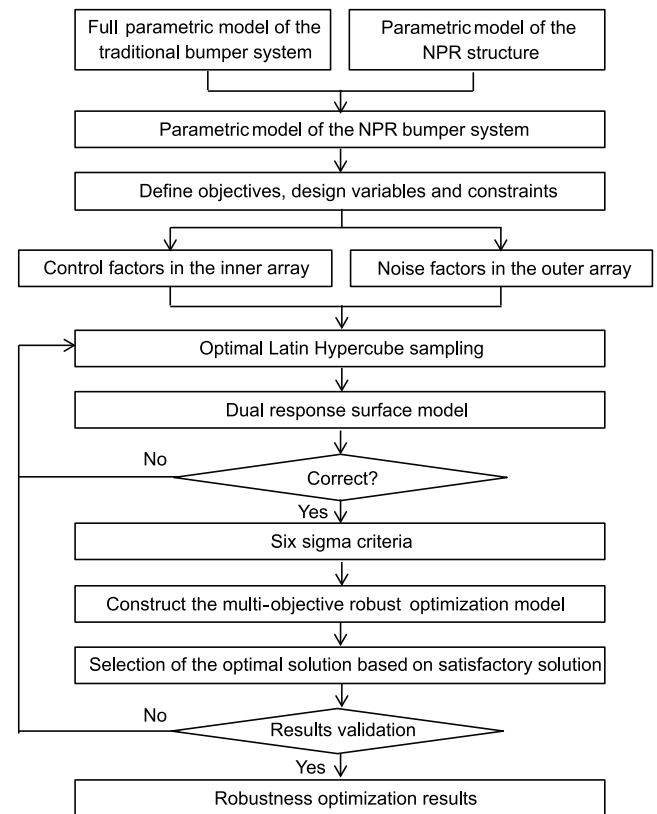 Full parametric model of the
traditional bumper system
Parametric model of the
NPR structure
Parametric model of the NPR bumper system
Define objectives, design variables and constraints
Control factors in the inner array
Noise factors in the outer array
Optimal Latin Hypercube sampling
Dual response surface model
No
Correct?
Yes
Six sigma criteria
Construct the multi-objective robust optimization model
Selection of the optimal solution based on satisfactory solution
No
Results validation
Yes
Robustness optimization results